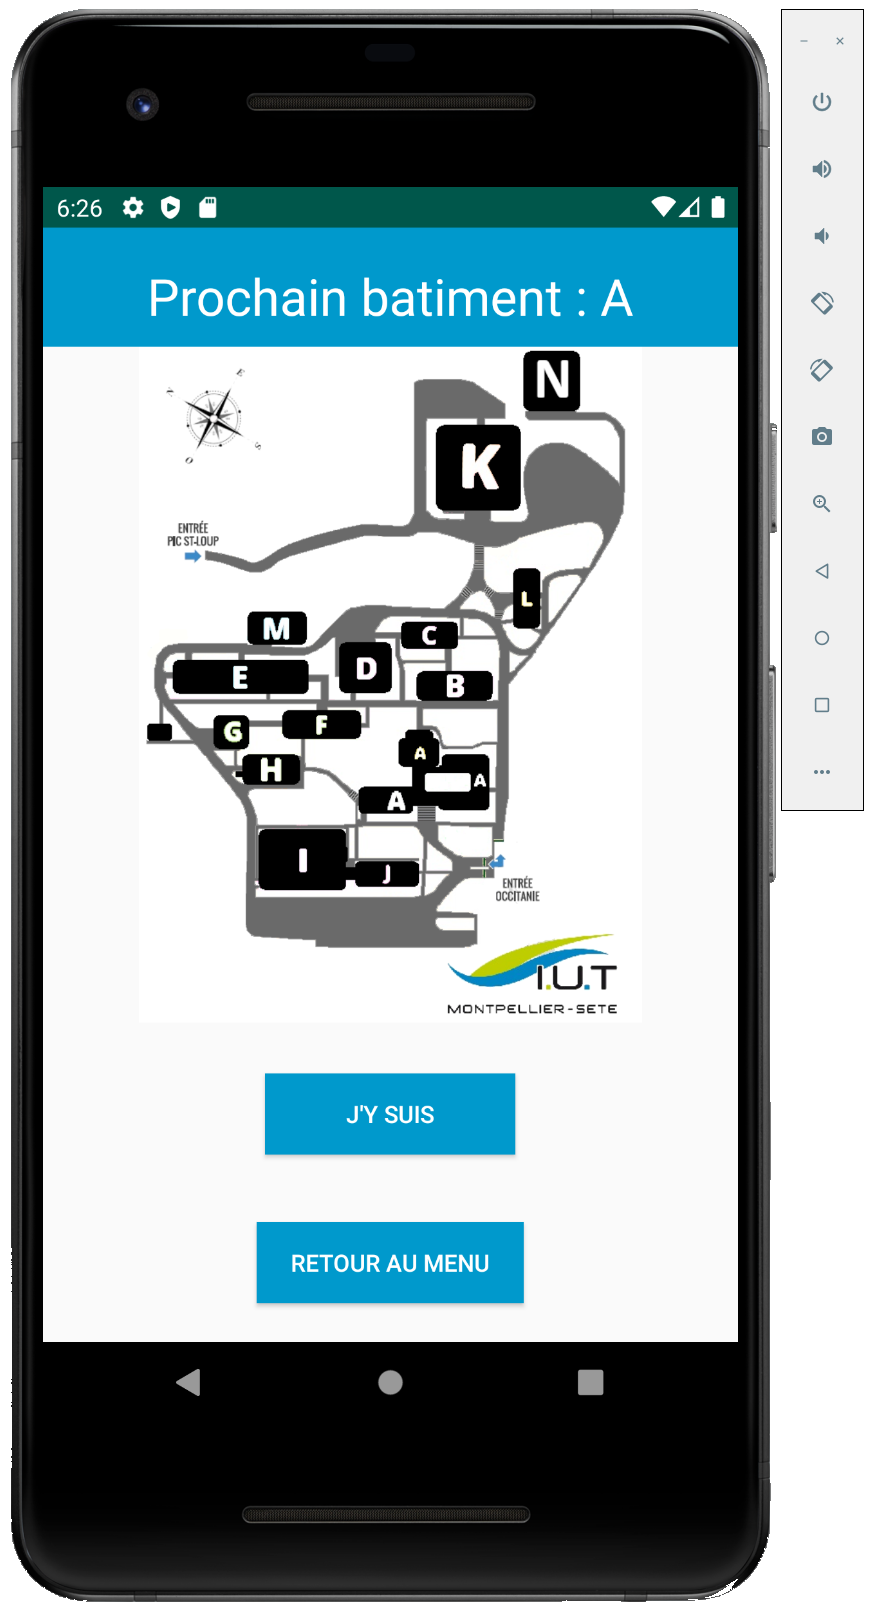 6:26
Prochain batiment : A
N
E
S
O
K
ENTRÉE
PIC ST-LOUP
L
M
C
D
E
B
G
F
A
H
A
A
I
J
ENTRÉE
OCCITANIE
I.U.T
MONTPELLIER-SETE
J'Y SUIS
RETOUR AU MENU